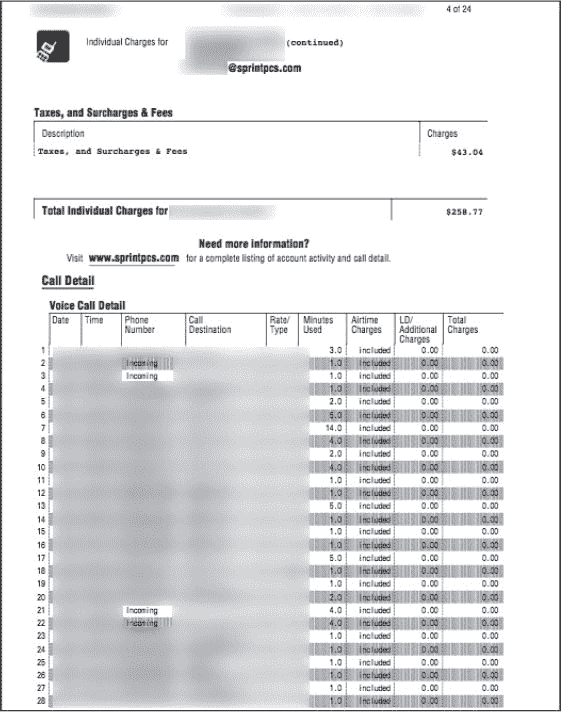 4 of 24
Individual Charges for
(continued)
@sprintpcs.com
Taxes, and Surcharges & Fees
Description Charges
Taxes, and Surcharges & Fees $43.04
Total Individual Charges for $258.77
Need more information?
Visit www.sprintpcs.com for a complete listing of account activity and call detail.
Call Detail
Voice Call Detail
Date Time Phone Call Rate/ Minutes Airtime LD/ Total
Number Destination Type Used Charges Additional Charges
Charges
1 3.0 included 0.00 0.00
2 Incoming 1.0 included 0.00 0.00
3 Incoming 1.0 included 0.00 0.00
4 1.0 included 0.00 0.00
5 2.0 included 0.00 0.00
6 5.0 included 0.00 0.00
7 14.0 included 0.00 0.00
8 4.0 included 0.00 0.00
9 2.0 included 0.00 0.00
10 4.0 included 0.00 0.00
11 1.0 included 0.00 0.00
12 1.0 included 0.00 0.00
13 5.0 included 0.00 0.00
14 1.0 included 0.00 0.00
15 1.0 included 0.00 0.00
16 1.0 included 0.00 0.00
17 5.0 included 0.00 0.00
18 1.0 included 0.00 0.00
19 1.0 included 0.00 0.00
20 2.0 included 0.00 0.00
21 Incoming 4.0 included 0.00 0.00
22 Incoming 4.0 included 0.00 0.00
23 1.0 included 0.00 0.00
24 1.0 included 0.00 0.00
25 1.0 included 0.00 0.00
26 1.0 included 0.00 0.00
27 1.0 included 0.00 0.00
28 1.0 included 0.00 0.00